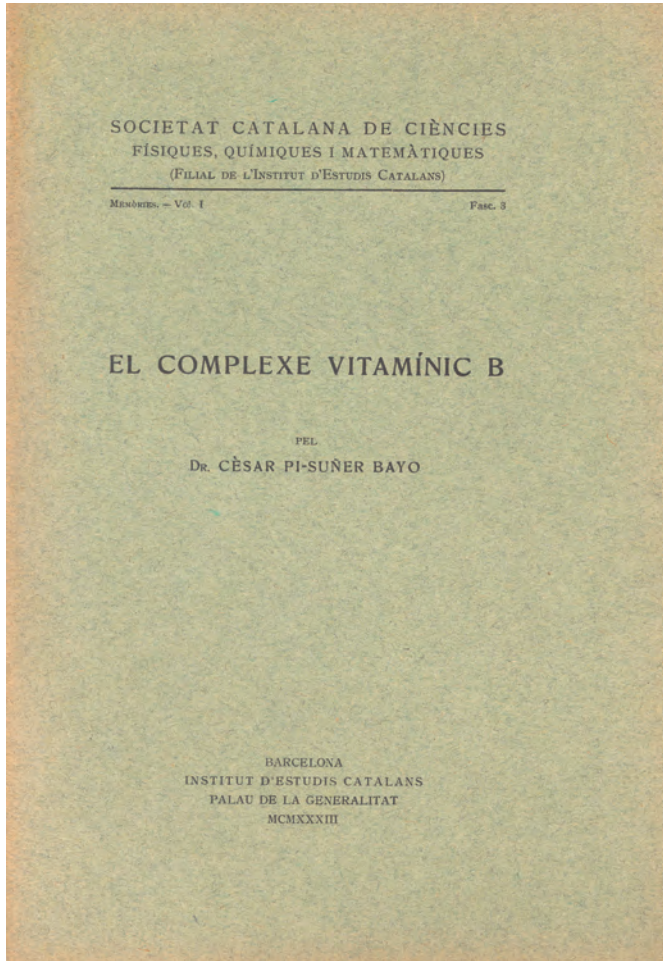 SOCIETAT CATALANA DE CIÈNCIES
FÍSIQUES, QUÍMIQUES I MATEMÀTIQUES
(FILIAL DE L'INSTITUT D'ESTUDIS CATALANS)
MEMÒRIES. — Vol. I Fasc. 3
EL COMPLEXE VITAMÍNIC B
PEL
DR. CÈSAR PI-SUÑER BAYO
BARCELONA
INSTITUT D'ESTUDIS CATALANS
PALAU DE LA GENERALITAT
MCMXXXIII